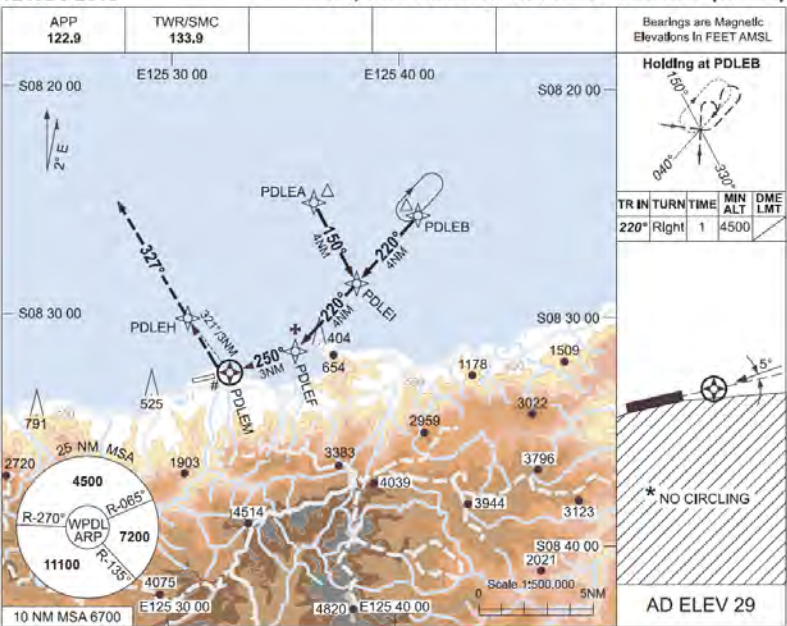 APP
122.9
TWR/SMC
133.9
Bearings are Magnetic
Elevations in FEET AMSL
E125 30 00
E125 40 00
S08 20 00
S08 20 00
2° E
PDLEA
PDLEB
150°
4NM
220°
4NM
PDLEI
327°
S08 30 00
S08 30 00
PDLEH
321°/3NM
220°
4NM
250°
3NM
PDLEF
PDLEM
404
654
1178
1509
525
791
3022
2959
2720
1903
3383
3796
4039
3944
3123
4514
4075
2021
4820
25 NM MSA
4500
R-065°
R-270°
WPDL
ARP
7200
11100
R-135°
10 NM MSA 6700
S08 40 00
E125 30 00
E125 40 00
Scale 1:500,000
0
5NM
Holding at PDLEB
150°
040°
330°
TR IN TURN TIME MIN ALT DME LMT
220° Right 1 4500
5°
* NO CIRCLING
AD ELEV 29